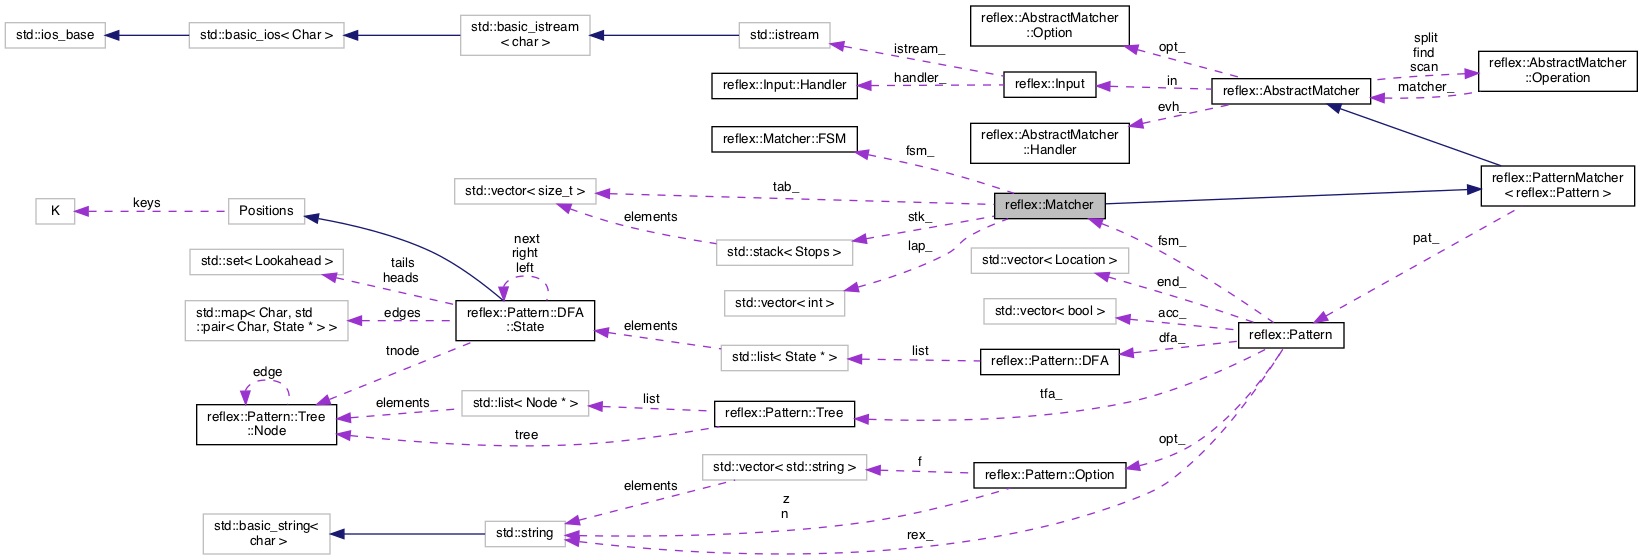 std::ios_base
std::basic_ios< Char >
std::basic_istream
< char >
std::istream
istream_
reflex::Input::Handler
handler_
reflex::Input
reflex::AbstractMatcher
::Option
opt_
in
evh_
reflex::AbstractMatcher
::Handler
reflex::AbstractMatcher
split
find
scan
matcher_
reflex::AbstractMatcher
::Operation
reflex::Matcher::FSM
fsm_
std::vector< size_t >
tab_
elements
stk_
std::stack< Stops >
lap_
std::vector< int >
reflex::Matcher
reflex::PatternMatcher
< reflex::Pattern >
pat_
K
keys
Positions
std::set< Lookahead >
tails
heads
next
right
left
std::map< Char, std
::pair< Char, State * > >
edges
reflex::Pattern::DFA
::State
tnode
elements
std::list< State * >
list
reflex::Pattern::DFA
dfa_
std::vector< Location >
end_
std::vector< bool >
acc_
fsm_
reflex::Pattern
edge
reflex::Pattern::Tree
::Node
elements
std::list< Node * >
list
tree
reflex::Pattern::Tree
tfa_
std::vector< std::string >
f
reflex::Pattern::Option
opt_
elements
z
n
std::basic_string<
char >
std::string
rex_